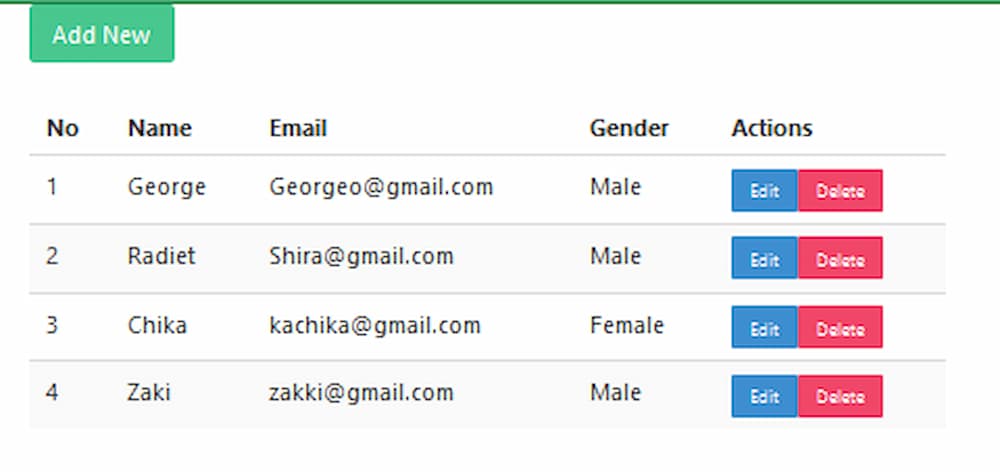 Add New
No Name Email Gender Actions
1 George Georgeo@gmail.com Male Edit Delete
2 Radiet Shira@gmail.com Male Edit Delete
3 Chika kachika@gmail.com Female Edit Delete
4 Zaki zakki@gmail.com Male Edit Delete